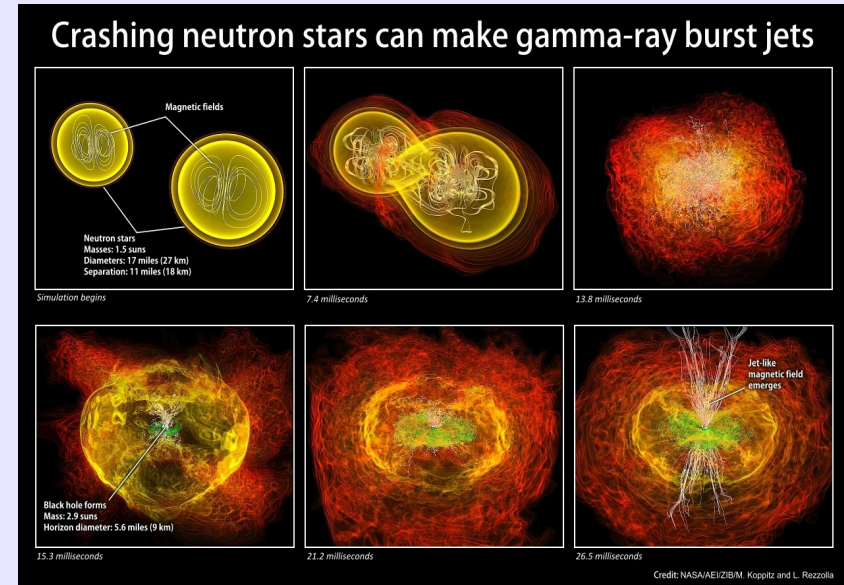 Crashing neutron stars can make gamma-ray burst jets
Magnetic fields
Neutron stars
Masses: 1.5 suns
Diameters: 17 miles (27 km)
Separation: 11 miles (18 km)
Simulation begins
7.4 milliseconds
13.8 milliseconds
Black hole forms
Mass: 2.9 suns
Horizon diameter: 5.6 miles (9 km)
15.3 milliseconds
21.2 milliseconds
Jet-like
magnetic field
emerges
26.5 milliseconds
Credit: NASA/AEI/ZIB/M. Koppitz and L. Rezzolla